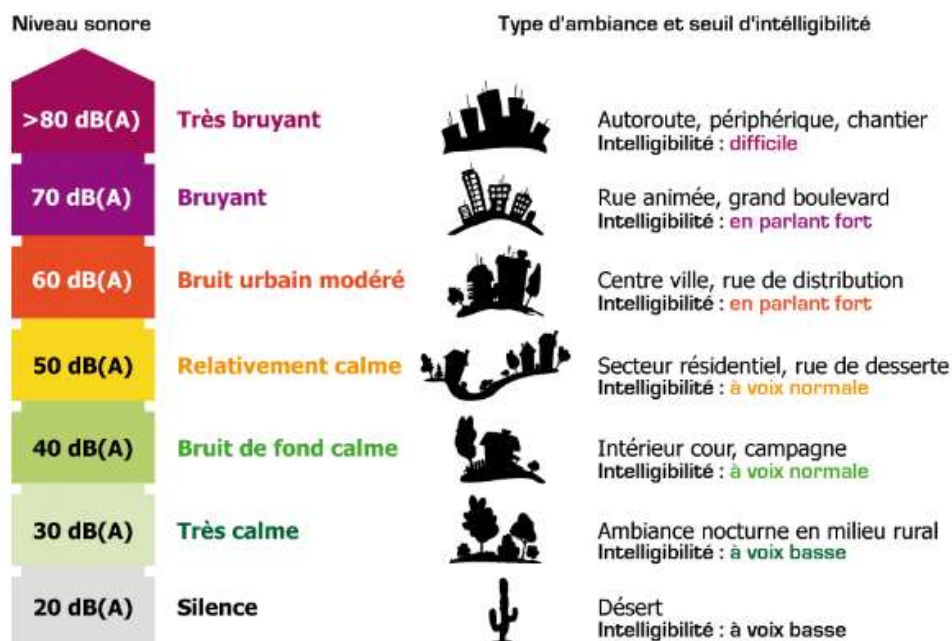 Niveau sonore
Type d'ambiance et seuil d'intélligibilité
>80 dB(A)
Très bruyant
Autoroute, périphérique, chantier
Intelligibilité : difficile
70 dB(A)
Bruyant
Rue animée, grand boulevard
Intelligibilité : en parlant fort
60 dB(A)
Bruit urbain modéré
Centre ville, rue de distribution
Intelligibilité : en parlant fort
50 dB(A)
Relativement calme
Secteur résidentiel, rue de desserte
Intelligibilité : à voix normale
40 dB(A)
Bruit de fond calme
Intérieur cour, campagne
Intelligibilité : à voix normale
30 dB(A)
Très calme
Ambiance nocturne en milieu rural
Intelligibilité : à voix basse
20 dB(A)
Silence
Désert
Intelligibilité : à voix basse